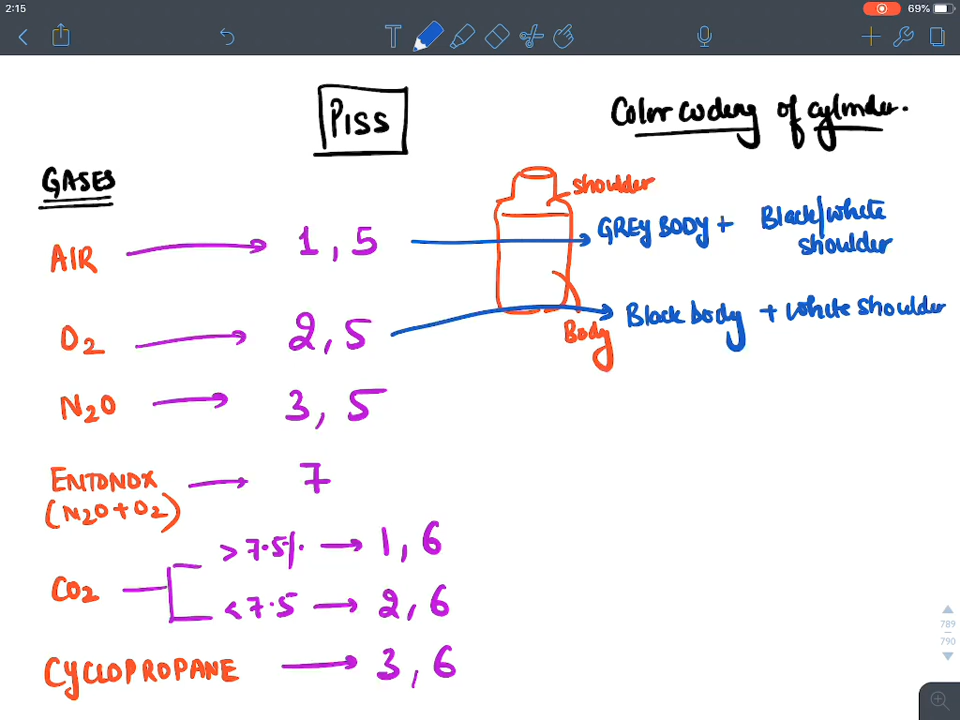 2:15
69%
T
PISS
Color coding of cylinder.
GASES
shoulder
AIR
1, 5
GREY BODY + Black/white
shoulder
O2
2, 5
Black body + white shoulder
Body
N2O
3, 5
ENTONOX
(N2O+O2)
7
CO2
>7.5%
1, 6
<7.5
2, 6
CYCLOPROPANE
3, 6
789
790